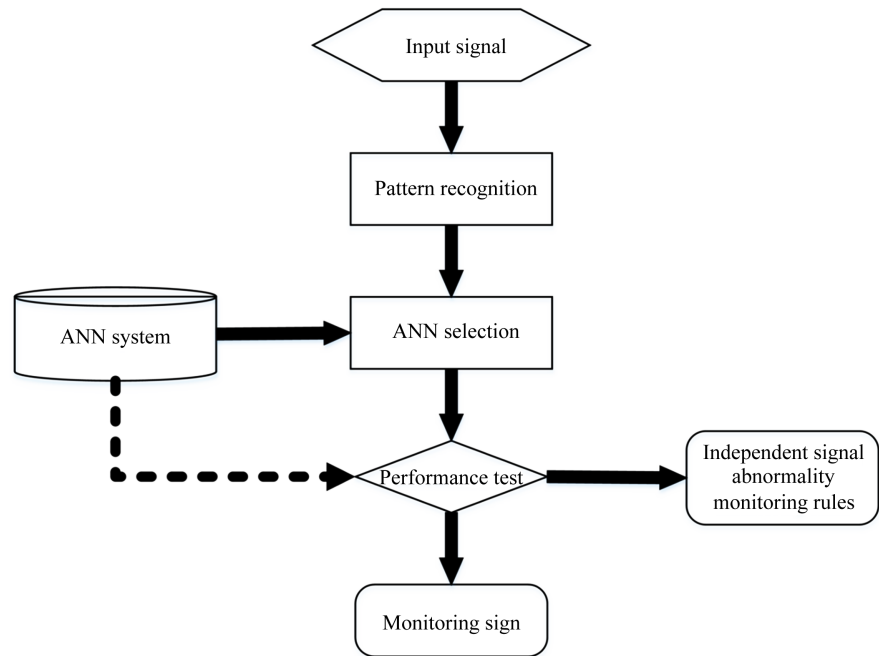 Input signal
Pattern recognition
ANN system
ANN selection
Performance test
Independent signal
abnormality
monitoring rules
Monitoring sign